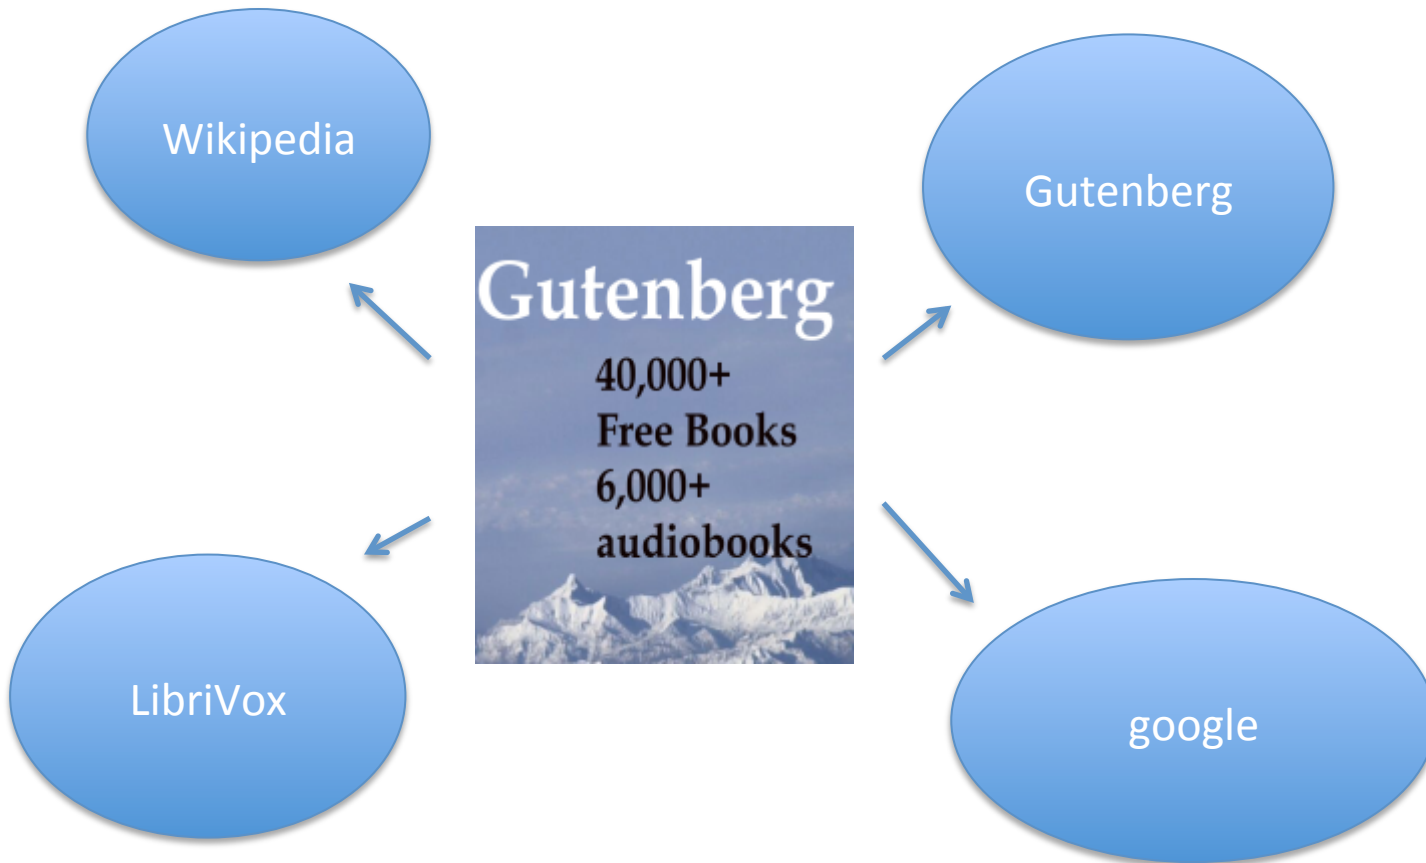 Wikipedia
Gutenberg
Gutenberg
40,000+
Free Books
6,000+
audiobooks
LibriVox
google